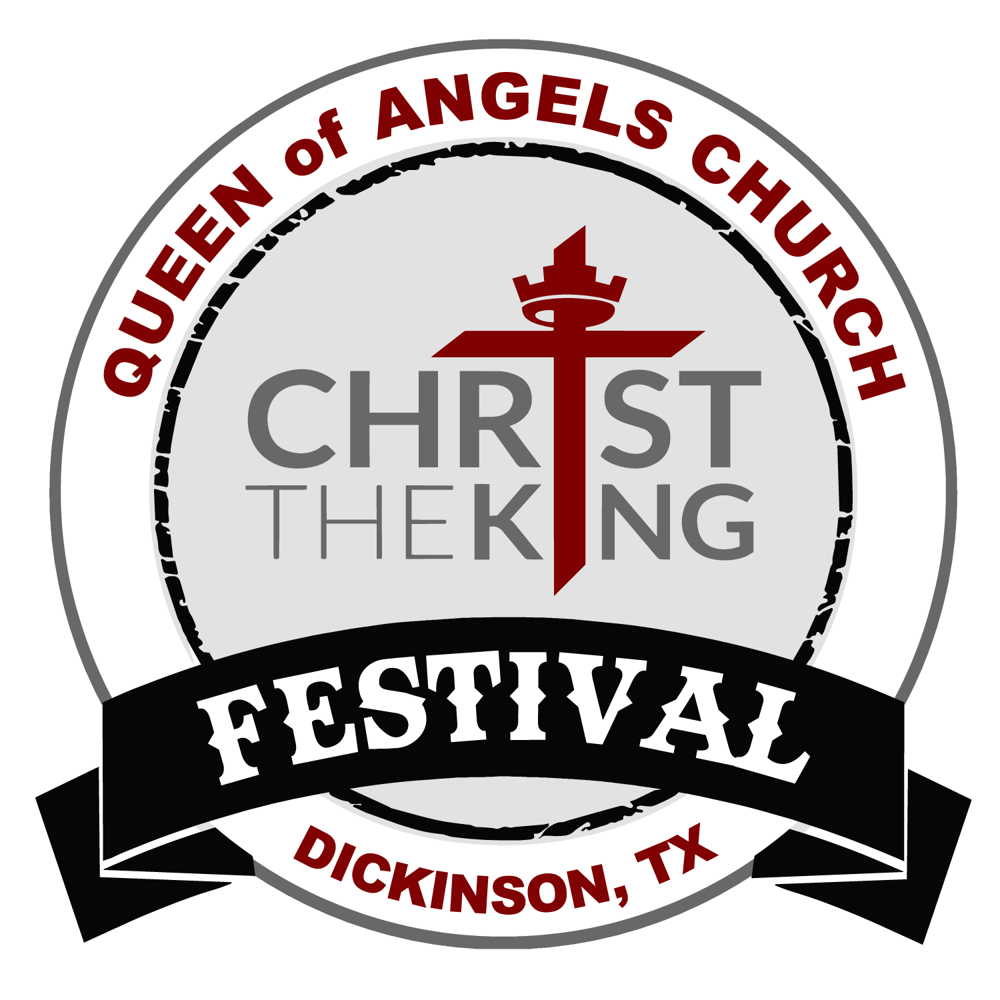 QUEEN of ANGELS CHURCH
CHRIST
THE KING
FESTIVAL
DICKINSON, TX